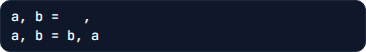 a, b =   ,
a, b = b, a